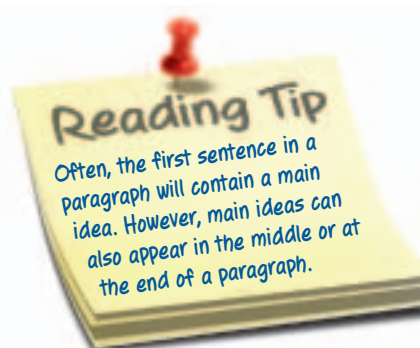 Reading Tip
Often, the first sentence in a
paragraph will contain a main
idea. However, main ideas can
also appear in the middle or at
the end of a paragraph.